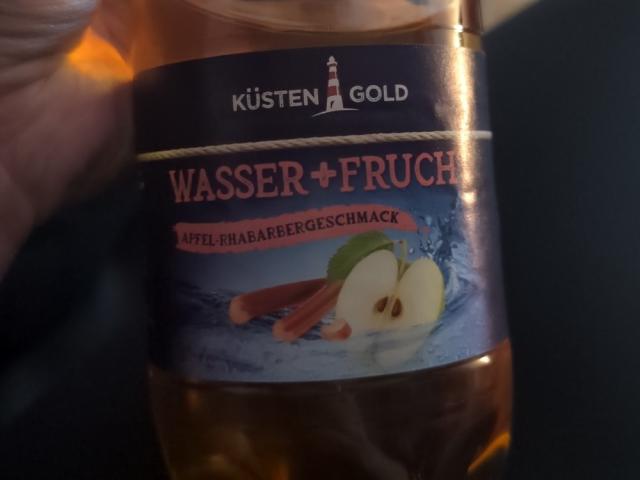 KÜSTEN GOLD
WASSER+FRUCH
APFEL-RHABARBERGESCHMACK